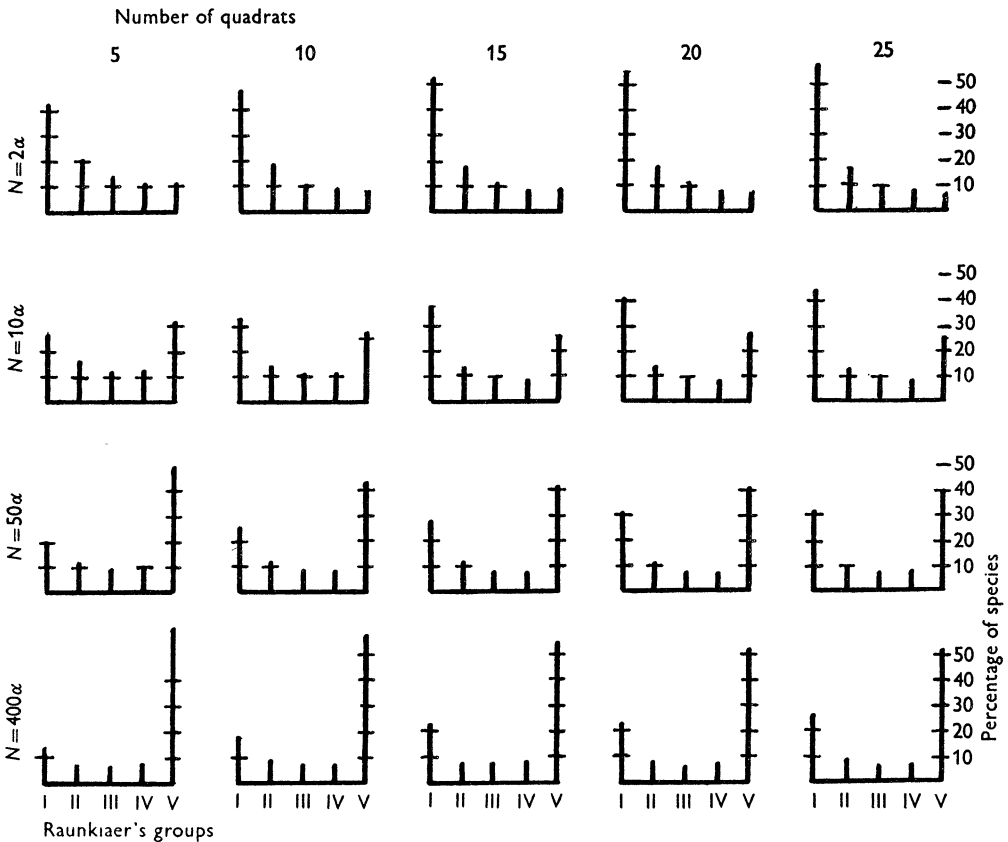 Number of quadrats
5 10 15 20 25
N=2α
50
40
30
20
10
N=10α
50
40
30
20
10
N=50α
50
40
30
20
10
N=400α
50
40
30
20
10
Percentage of species
I II III IV V I II III IV V I II III IV V I II III IV V I II III IV V
Raunkiaer's groups